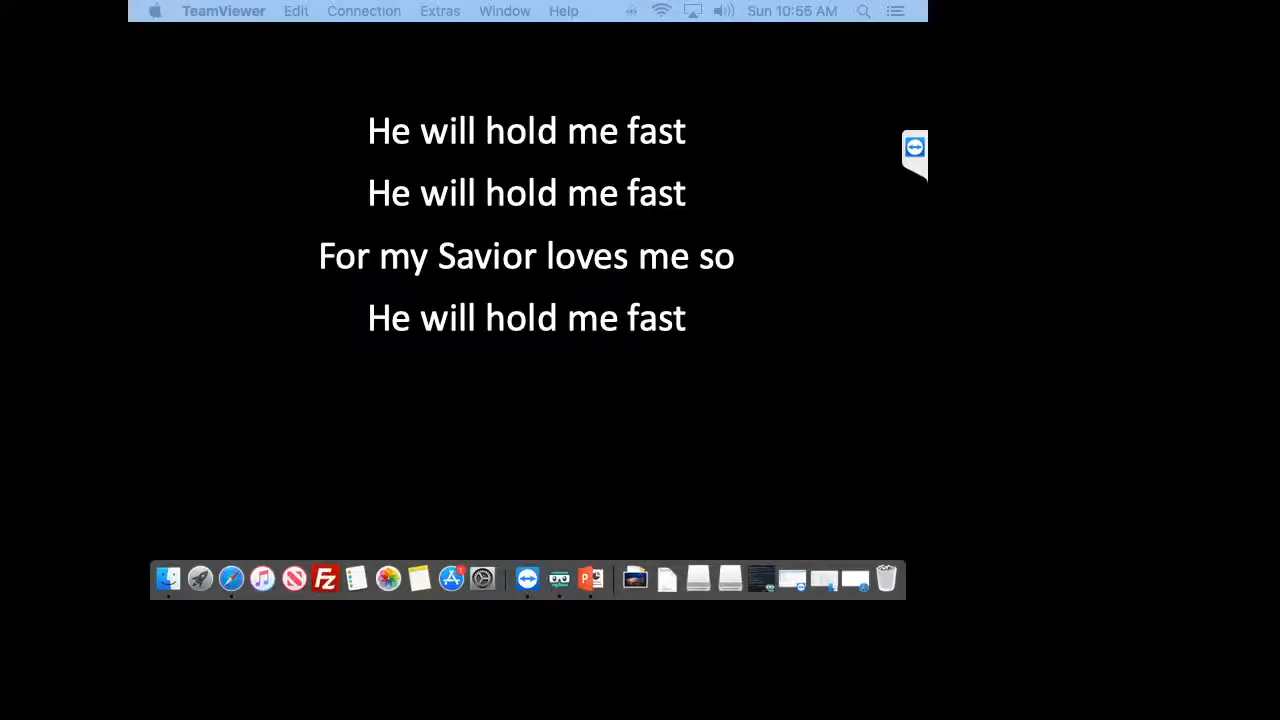 TeamViewer Edit Connection Extras Window Help Sun 10:56 AM
He will hold me fast
He will hold me fast
For my Savior loves me so
He will hold me fast